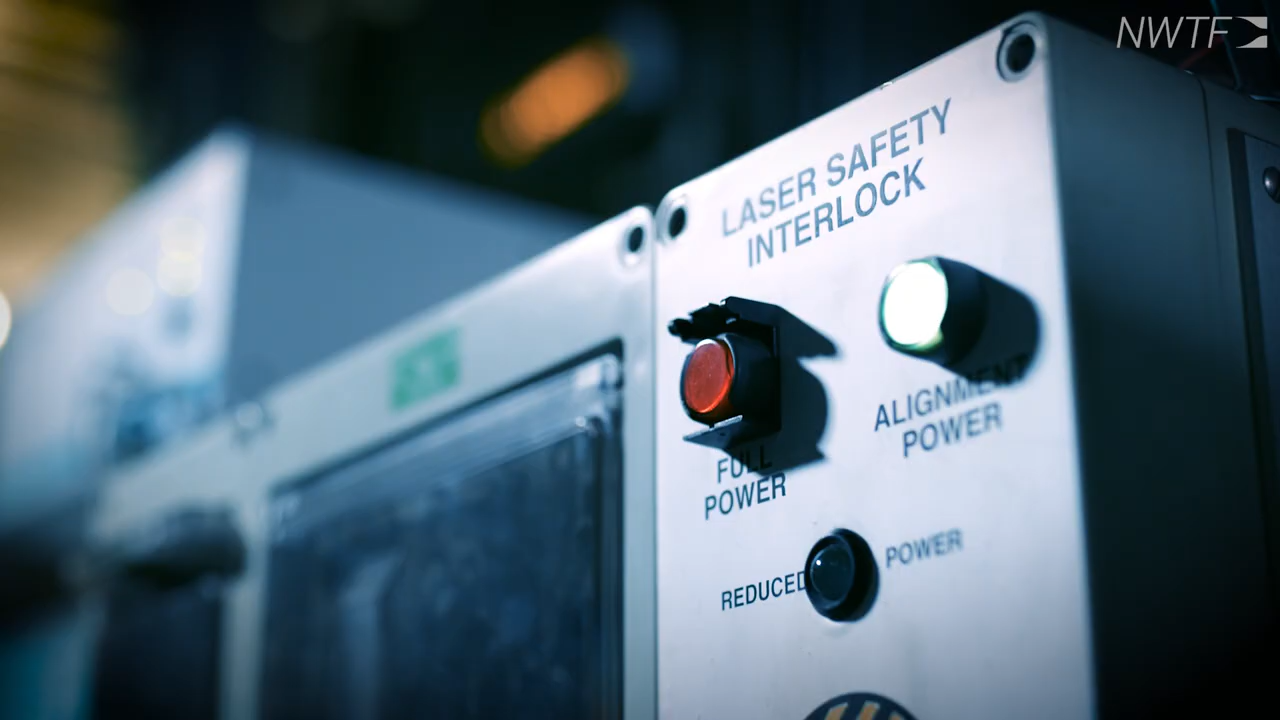 NWTF
LASER SAFETY
INTERLOCK
ALIGNMENT
POWER
FULL
POWER
REDUCED POWER